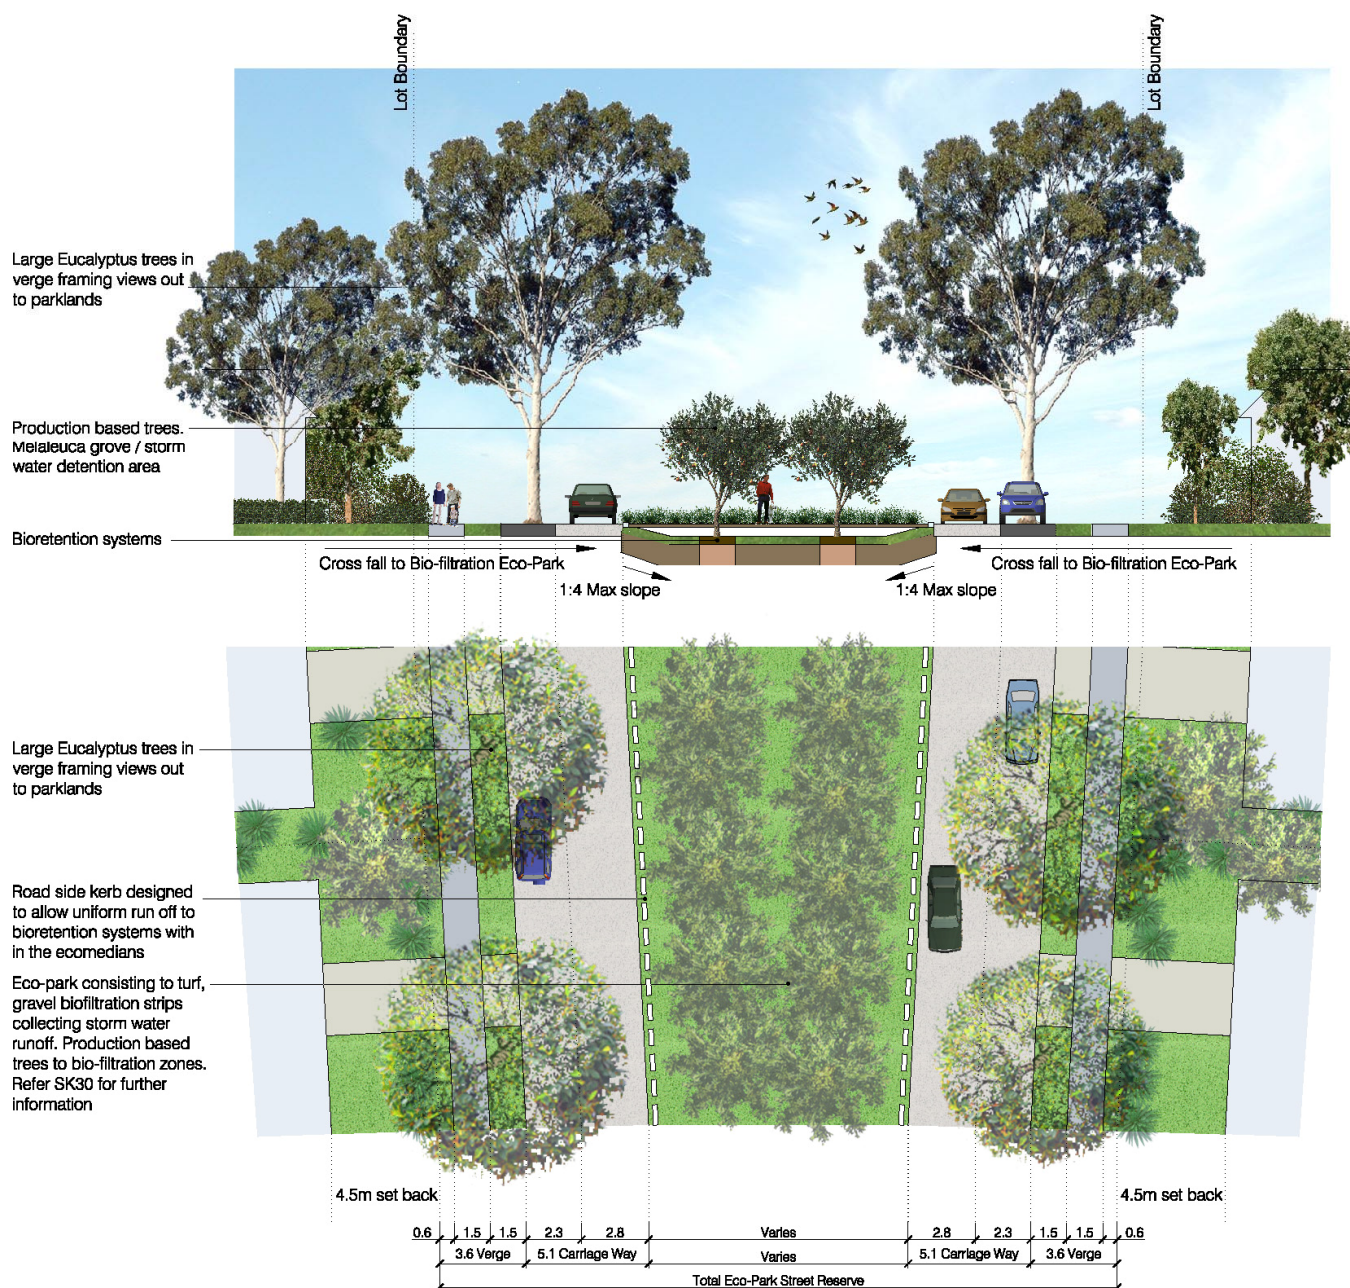 Lot Boundary
Lot Boundary
Large Eucalyptus trees in
verge framing views out
to parklands
Production based trees.
Melaleuca grove / storm
water detention area
Bioretention systems
Cross fall to Bio-filtration Eco-Park
Cross fall to Bio-filtration Eco-Park
1:4 Max slope
1:4 Max slope
Large Eucalyptus trees in
verge framing views out
to parklands
Road side kerb designed
to allow uniform run off to
bioretention systems with
in the ecomedians
Eco-park consisting to turf,
gravel biofiltration strips
collecting storm water
runoff. Production based
trees to bio-filtration zones.
Refer SK30 for further
information
4.5m set back
4.5m set back
0.6 1.5 1.5 2.3 2.8 Varies 2.8 2.3 1.5 1.5 0.6
3.6 Verge 5.1 Carriage Way Varies 5.1 Carriage Way 3.6 Verge
Total Eco-Park Street Reserve